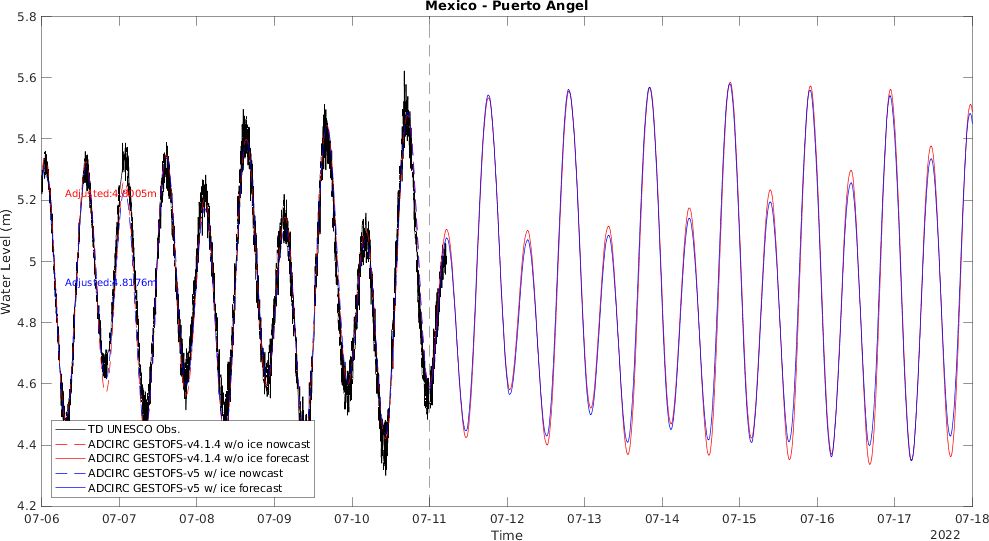 Mexico - Puerto Angel
5.8
5.6
5.4
5.2
5
4.8
4.6
4.4
4.2
Water Level (m)
Adjusted:4.8005m
Adjusted:4.8176m
TD UNESCO Obs.
ADCIRC GESTOFS-v4.1.4 w/o ice nowcast
ADCIRC GESTOFS-v4.1.4 w/o ice forecast
ADCIRC GESTOFS-v5 w/ ice nowcast
ADCIRC GESTOFS-v5 w/ ice forecast
07-06 07-07 07-08 07-09 07-10 07-11 07-12 07-13 07-14 07-15 07-16 07-17 07-18
Time
2022